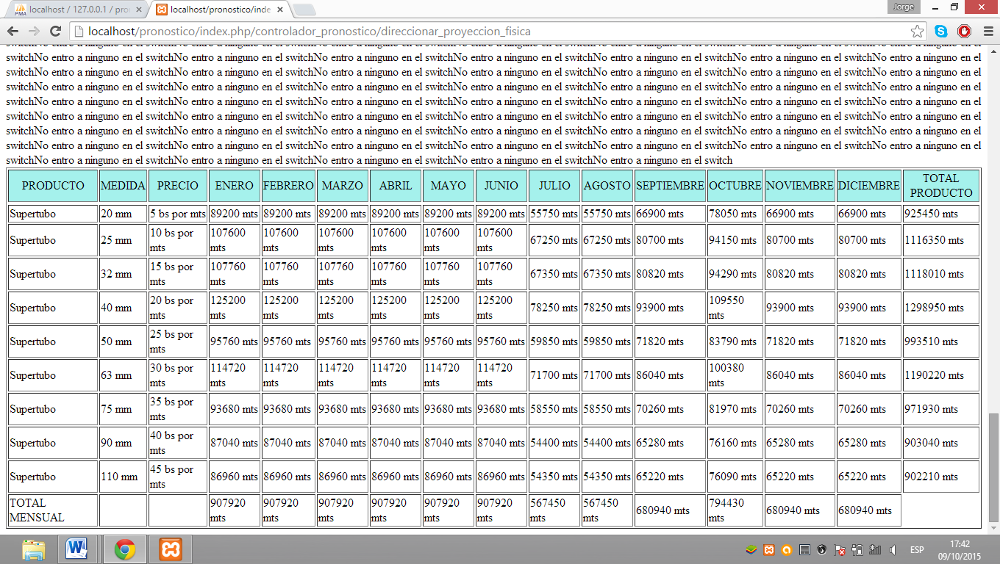 localhost / 127.0.0.1 / pro
localhost/pronostico/inde
Jorge
localhost/pronostico/index.php/controlador_pronostico/direccionar_proyeccion_fisica
switchNo entro a ninguno en el switchNo entro a ninguno en el switchNo entro a ninguno en el switchNo entro a ninguno en el switchNo entro a ninguno en el switchNo entro a ninguno en el switchNo entro a ninguno en el
switchNo entro a ninguno en el switchNo entro a ninguno en el switchNo entro a ninguno en el switchNo entro a ninguno en el switchNo entro a ninguno en el switchNo entro a ninguno en el switchNo entro a ninguno en el
switchNo entro a ninguno en el switchNo entro a ninguno en el switchNo entro a ninguno en el switchNo entro a ninguno en el switchNo entro a ninguno en el switchNo entro a ninguno en el switchNo entro a ninguno en el
switchNo entro a ninguno en el switchNo entro a ninguno en el switchNo entro a ninguno en el switchNo entro a ninguno en el switchNo entro a ninguno en el switchNo entro a ninguno en el switchNo entro a ninguno en el
switchNo entro a ninguno en el switchNo entro a ninguno en el switchNo entro a ninguno en el switchNo entro a ninguno en el switchNo entro a ninguno en el switchNo entro a ninguno en el switchNo entro a ninguno en el
switchNo entro a ninguno en el switchNo entro a ninguno en el switchNo entro a ninguno en el switchNo entro a ninguno en el switchNo entro a ninguno en el switchNo entro a ninguno en el switchNo entro a ninguno en el
switchNo entro a ninguno en el switchNo entro a ninguno en el switchNo entro a ninguno en el switchNo entro a ninguno en el switchNo entro a ninguno en el switchNo entro a ninguno en el switchNo entro a ninguno en el
switchNo entro a ninguno en el switchNo entro a ninguno en el switchNo entro a ninguno en el switchNo entro a ninguno en el switchNo entro a ninguno en el switchNo entro a ninguno en el switchNo entro a ninguno en el
switchNo entro a ninguno en el switchNo entro a ninguno en el switchNo entro a ninguno en el switchNo entro a ninguno en el switchNo entro a ninguno en el switch
PRODUCTO MEDIDA PRECIO ENERO FEBRERO MARZO ABRIL MAYO JUNIO JULIO AGOSTO SEPTIEMBRE OCTUBRE NOVIEMBRE DICIEMBRE TOTAL PRODUCTO
Supertubo 20 mm 5 bs por mts 89200 mts 89200 mts 89200 mts 89200 mts 89200 mts 89200 mts 55750 mts 55750 mts 66900 mts 78050 mts 66900 mts 66900 mts 925450 mts
Supertubo 25 mm 10 bs por mts 107600 mts 107600 mts 107600 mts 107600 mts 107600 mts 107600 mts 67250 mts 67250 mts 80700 mts 94150 mts 80700 mts 80700 mts 1116350 mts
Supertubo 32 mm 15 bs por mts 107760 mts 107760 mts 107760 mts 107760 mts 107760 mts 107760 mts 67350 mts 67350 mts 80820 mts 94290 mts 80820 mts 80820 mts 1118010 mts
Supertubo 40 mm 20 bs por mts 125200 mts 125200 mts 125200 mts 125200 mts 125200 mts 125200 mts 78250 mts 78250 mts 93900 mts 109550 mts 93900 mts 93900 mts 1298950 mts
Supertubo 50 mm 25 bs por mts 95760 mts 95760 mts 95760 mts 95760 mts 95760 mts 95760 mts 59850 mts 59850 mts 71820 mts 83790 mts 71820 mts 71820 mts 993510 mts
Supertubo 63 mm 30 bs por mts 114720 mts 114720 mts 114720 mts 114720 mts 114720 mts 114720 mts 71700 mts 71700 mts 86040 mts 100380 mts 86040 mts 86040 mts 1190220 mts
Supertubo 75 mm 35 bs por mts 93680 mts 93680 mts 93680 mts 93680 mts 93680 mts 93680 mts 58550 mts 58550 mts 70260 mts 81970 mts 70260 mts 70260 mts 971930 mts
Supertubo 90 mm 40 bs por mts 87040 mts 87040 mts 87040 mts 87040 mts 87040 mts 87040 mts 54400 mts 54400 mts 65280 mts 76160 mts 65280 mts 65280 mts 903040 mts
Supertubo 110 mm 45 bs por mts 86960 mts 86960 mts 86960 mts 86960 mts 86960 mts 86960 mts 54350 mts 54350 mts 65220 mts 76090 mts 65220 mts 65220 mts 902210 mts
TOTAL MENSUAL 907920 mts 907920 mts 907920 mts 907920 mts 907920 mts 907920 mts 567450 mts 567450 mts 680940 mts 794430 mts 680940 mts 680940 mts
ESP
17:42
09/10/2015